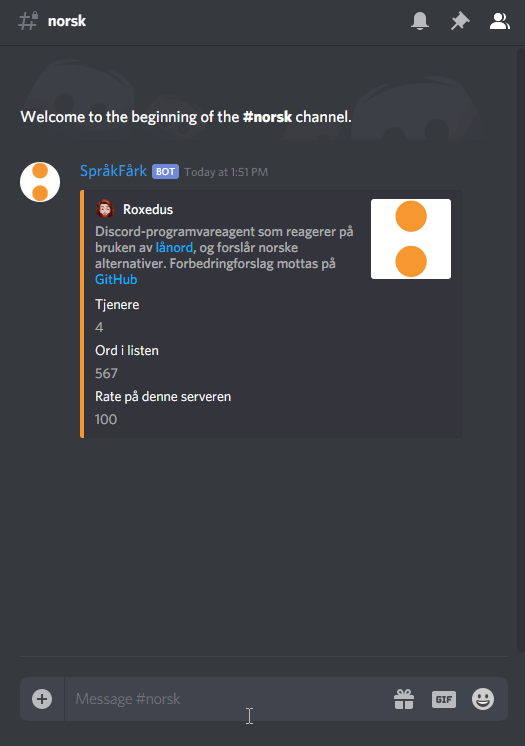 norsk
Welcome to the beginning of the #norsk channel.
SpråkFårk BOT Today at 1:51 PM
Roxedus
Discord-programvareagent som reagerer på
bruken av lånord, og forslår norske
alternativer. Forbedringforslag mottas på
GitHub
Tjenere
4
Ord i listen
567
Rate på denne serveren
100
Message #norsk
GIF